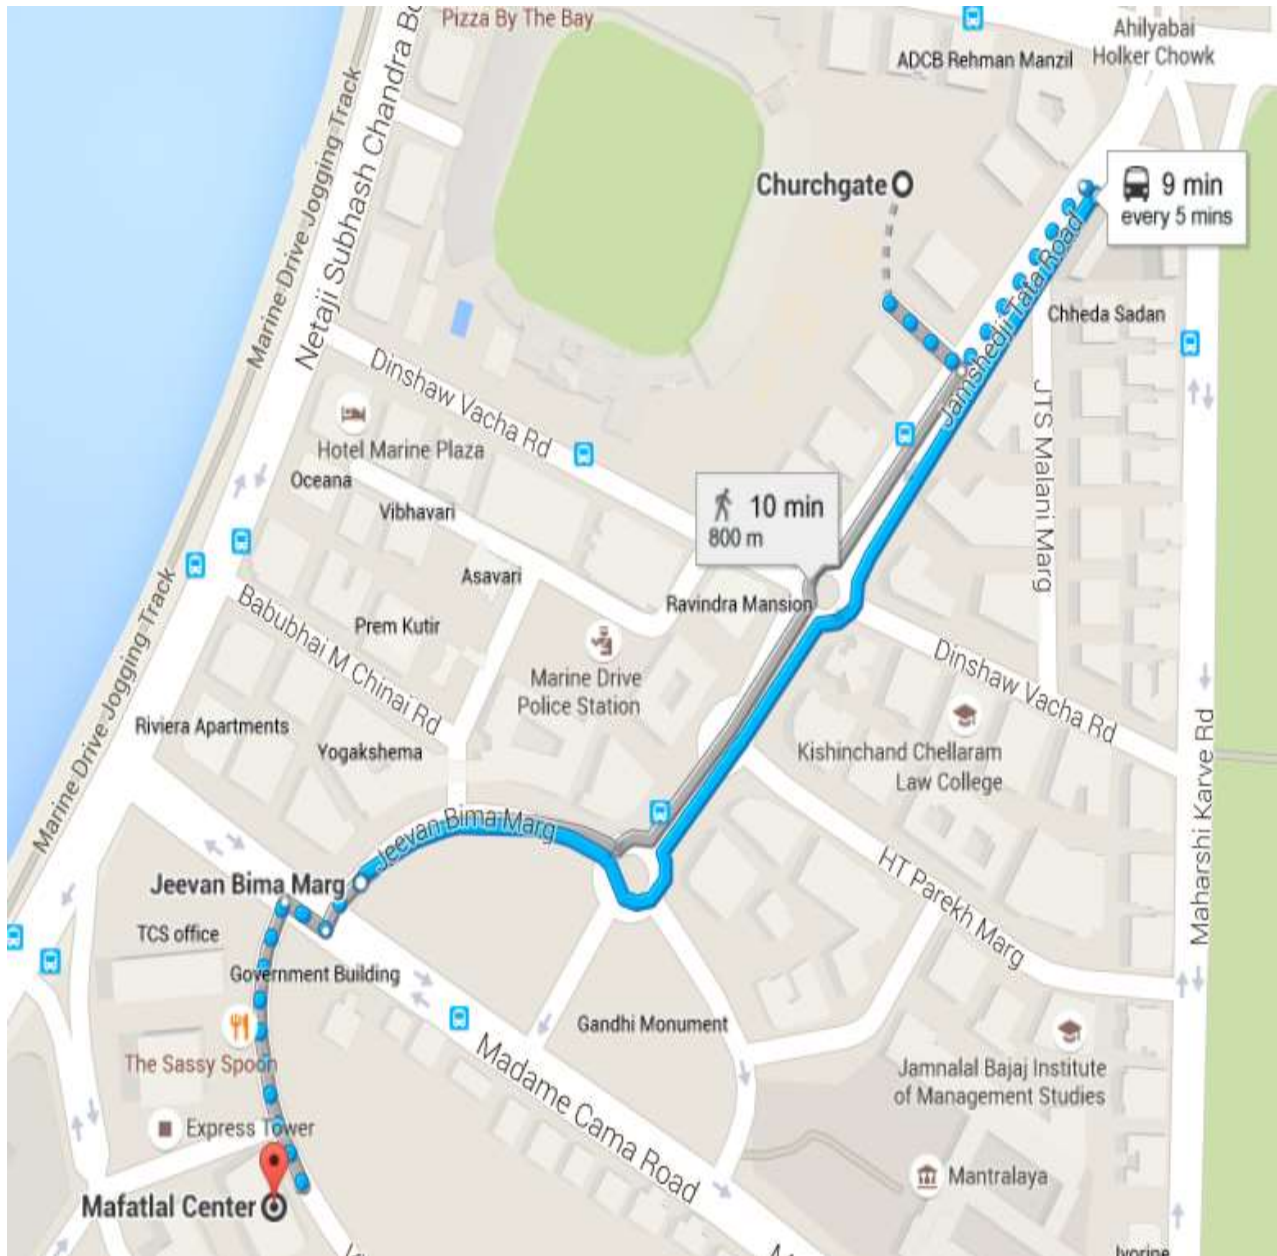 Pizza By The Bay
Ahilyabai
Holker Chowk
ADCB Rehman Manzil
Netaji Subhash Chandra Bo
Marine Drive Jogging Track
Churchgate
9 min
every 5 mins
Jamshedji Tata Road
Chheda Sadan
Dinshaw Vacha Rd
JTS Malani Marg
Hotel Marine Plaza
Oceana
Vibhavari
10 min
800 m
Asavari
Ravindra Mansion
Babubhai M Chinai Rd
Prem Kutir
Marine Drive
Police Station
Dinshaw Vacha Rd
Marine Drive Jogging Track
Riviera Apartments
Yogakshema
Kishinchand Chellaram
Law College
Maharshi Karve Rd
Jeevan Bima Marg
HT Parekh Marg
Jeevan Bima Marg
TCS office
Government Building
Gandhi Monument
The Sassy Spoon
Madame Cama Road
Jamnalal Bajaj Institute
of Management Studies
Express Tower
Mantralaya
Mafatlal Center